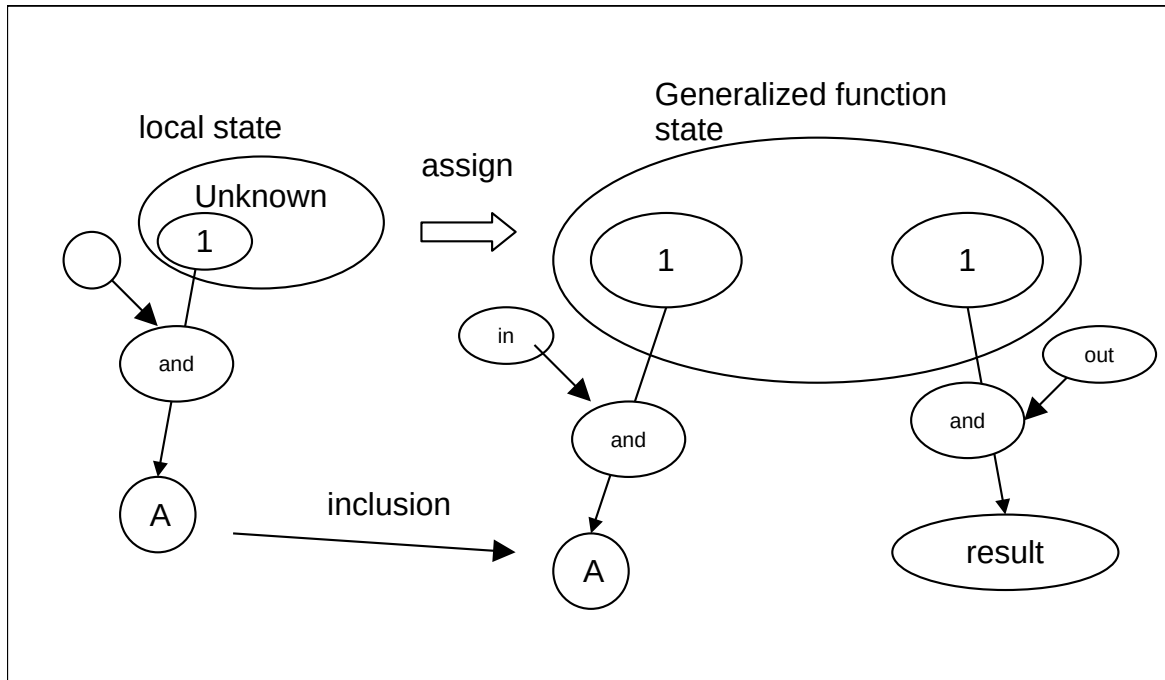 Generalized function
state
local state
assign
Unknown
1
1
1
in
out
and
and
and
A
inclusion
A
result